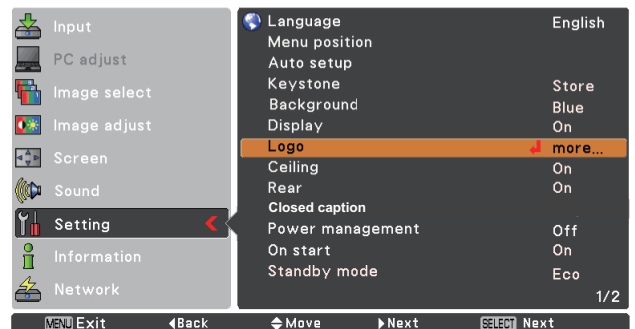 Input
PC adjust
Image select
Image adjust
Screen
Sound
Setting
Information
Network
Language English
Menu position
Auto setup
Keystone Store
Background Blue
Display On
Logo more...
Ceiling On
Rear On
Closed caption
Power management Off
On start On
Standby mode Eco
1/2
MENU Exit Back Move Next SELECT Next